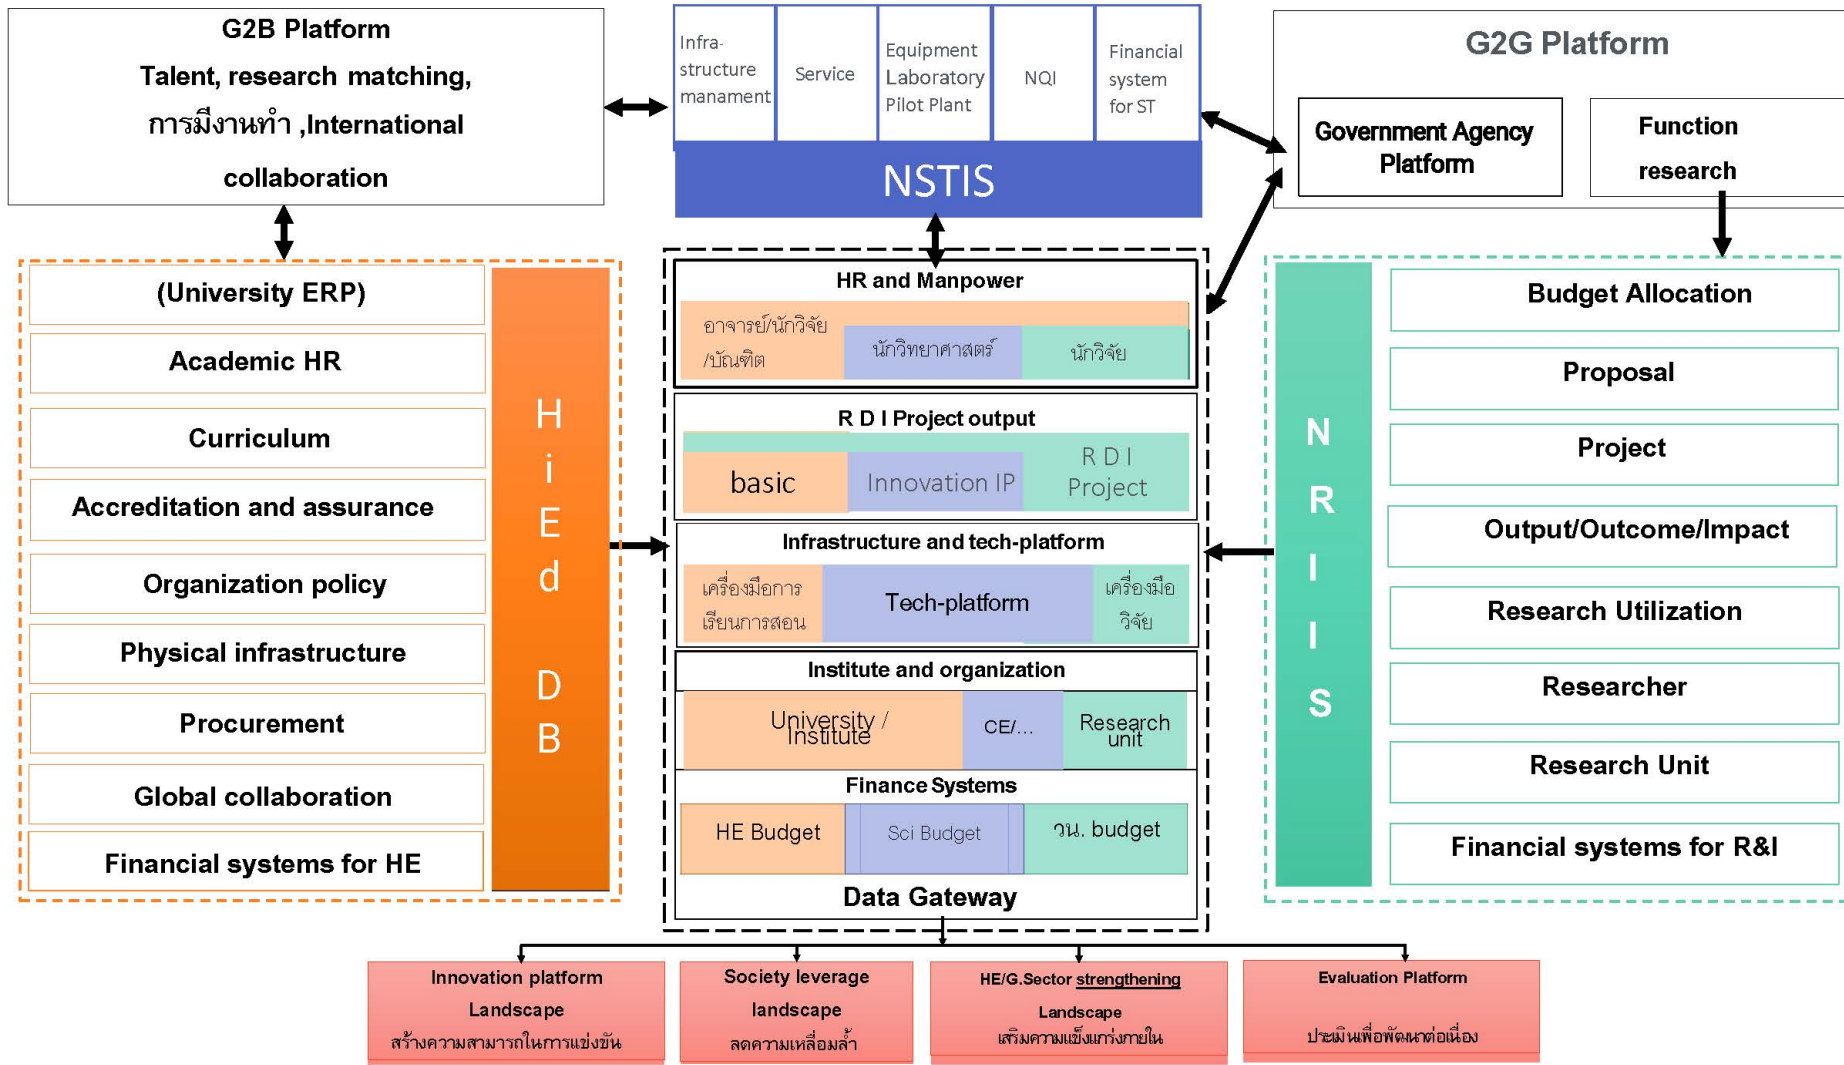 G2B Platform
Talent, research matching,
การมีงานทำ ,International
collaboration
Infra-
structure
manament
Service
Equipment
Laboratory
Pilot Plant
NQI
Financial
system
for ST
NSTIS
G2G Platform
Government Agency
Platform
Function
research
(University ERP)
Academic HR
Curriculum
Accreditation and assurance
Organization policy
Physical infrastructure
Procurement
Global collaboration
Financial systems for HE
H
i
E
d
D
B
HR and Manpower
อาจารย์/นักวิจัย
/บัณฑิต
นักวิทยาศาสตร์
นักวิจัย
R D I Project output
basic
Innovation IP
R D I
Project
Infrastructure and tech-platform
เครื่องมือการ
เรียนการสอน
Tech-platform
เครื่องมือ
วิจัย
Institute and organization
University /
Institute
CE/...
Research
unit
Finance Systems
HE Budget
Sci Budget
วน. budget
Data Gateway
N
R
I
I
S
Budget Allocation
Proposal
Project
Output/Outcome/Impact
Research Utilization
Researcher
Research Unit
Financial systems for R&I
Innovation platform
Landscape
สร้างความสามารถในการแข่งขัน
Society leverage
landscape
ลดความเหลื่อมล้ำ
HE/G.Sector strengthening
Landscape
เสริมความแข็งแกร่งภายใน
Evaluation Platform
ประเมินเพื่อพัฒนาต่อเนื่อง